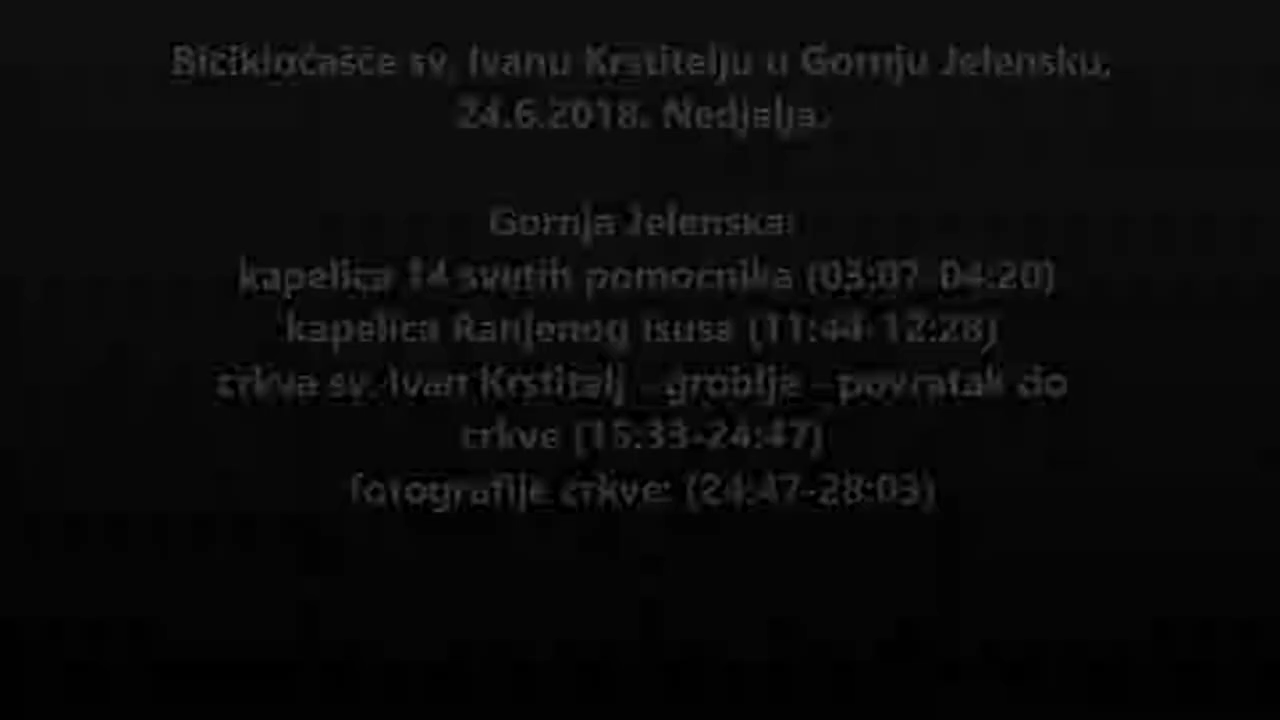 Bicikločašće sv. Ivanu Krstitelju u Gornju Jelensku,
24.6.2018. Nedjelja.
Gornja Jelenska:
kapelica 14 svetih pomoćnika (03:07-04:20)
kapelica Ranjenog Isusa (11:44-12:28)
crkva sv. Ivan Krstitelj - groblje - povratak do
crkve (15:33-24:47)
fotografije crkve: (24:47-28:03)